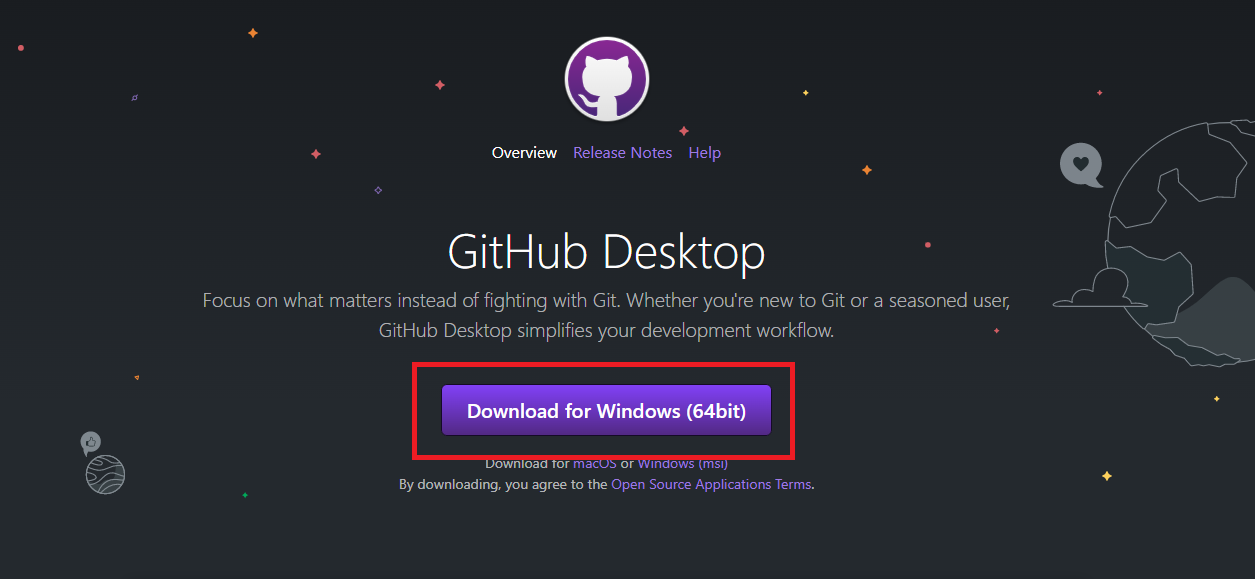 Overview Release Notes Help
GitHub Desktop
Focus on what matters instead of fighting with Git. Whether you're new to Git or a seasoned user,
GitHub Desktop simplifies your development workflow.
Download for Windows (64bit)
Download for macOS or Windows (msi)
By downloading, you agree to the Open Source Applications Terms.